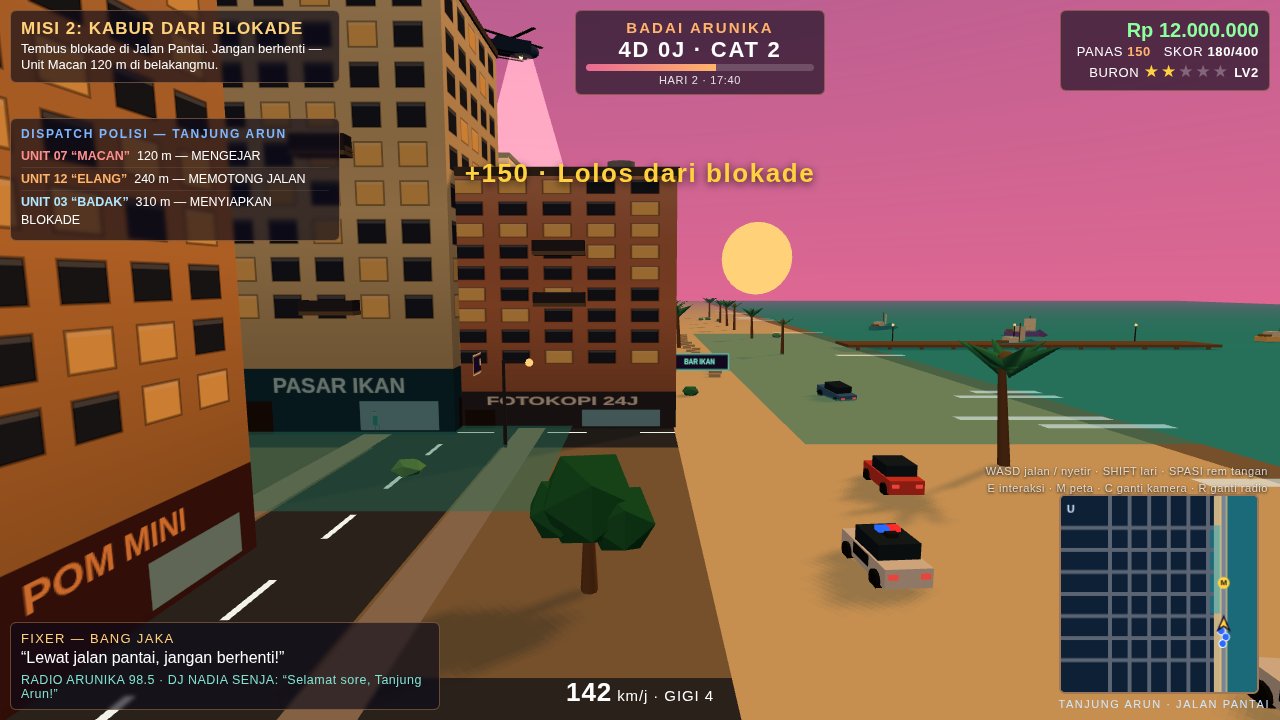 MISI 2: KABUR DARI BLOKADE
Tembus blokade di Jalan Pantai. Jangan berhenti —
Unit Macan 120 m di belakangmu.
BADAI ARUNIKA
4D 0J · CAT 2
HARI 2 · 17:40
Rp 12.000.000
PANAS 150 SKOR 180/400
BURON ★★★★★ LV2
DISPATCH POLISI — TANJUNG ARUN
UNIT 07 “MACAN” 120 m — MENGEJAR
UNIT 12 “ELANG” 240 m — MEMOTONG JALAN
UNIT 03 “BADAK” 310 m — MENYIAPKAN
BLOKADE
+150 · Lolos dari blokade
BAR IKAN
PASAR IKAN
FOTOKOPI 24J
POM MINI
WASD jalan / nyetir · SHIFT lari · SPASI rem tangan
E interaksi · M peta · C ganti kamera · R ganti radio
U
M
FIXER — BANG JAKA
“Lewat jalan pantai, jangan berhenti!”
RADIO ARUNIKA 98.5 · DJ NADIA SENJA: “Selamat sore, Tanjung
Arun!”
142 km/j · GIGI 4
TANJUNG ARUN · JALAN PANTAI